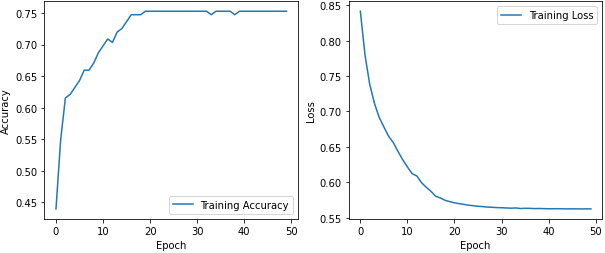 0.75
0.70
0.65
0.60
0.55
0.50
0.45
Accuracy
Training Accuracy
0 10 20 30 40 50
Epoch
0.85
0.80
0.75
0.70
0.65
0.60
0.55
Loss
Training Loss
0 10 20 30 40 50
Epoch